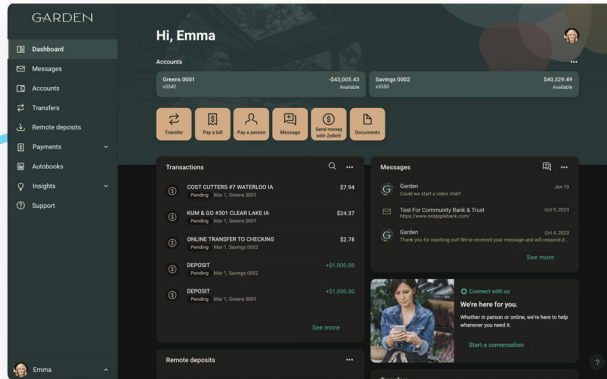 GARDEN
Dashboard
Messages
Accounts
Transfers
Remote deposits
Payments
Autobooks
Insights
Support
Emma
Hi, Emma
Accounts
Greens 0001
x5542
-$43,005.43
Available
Savings 0002
x5550
$40,329.49
Available
Transfer
Pay a bill
Pay a person
Message
Send money
with Zelle®
Documents
Transactions
COST CUTTERS #7 WATERLOO IA
$7.94
Pending Mar 1, Greens 0001
KUM & GO #301 CLEAR LAKE IA
$24.37
Pending Mar 1, Greens 0001
ONLINE TRANSFER TO CHECKING
$2.78
Pending Mar 1, Savings 0002
DEPOSIT
+$1,000.00
Pending Mar 1, Savings 0002
DEPOSIT
+$1,000.00
Pending Mar 1, Greens 0001
See more
Remote deposits
Messages
G
Garden
Jan 10
Could we start a video chat?
Test For Community Bank & Trust
Oct 9, 2023
https://www.redapplebank.com/
G
Garden
Oct 4, 2023
Thank you for reaching out! We've received your message and will respond d...
See more
Connect with us
We're here for you.
Whether in person or online, we're here to help
whenever you need it.
Start a conversation
?